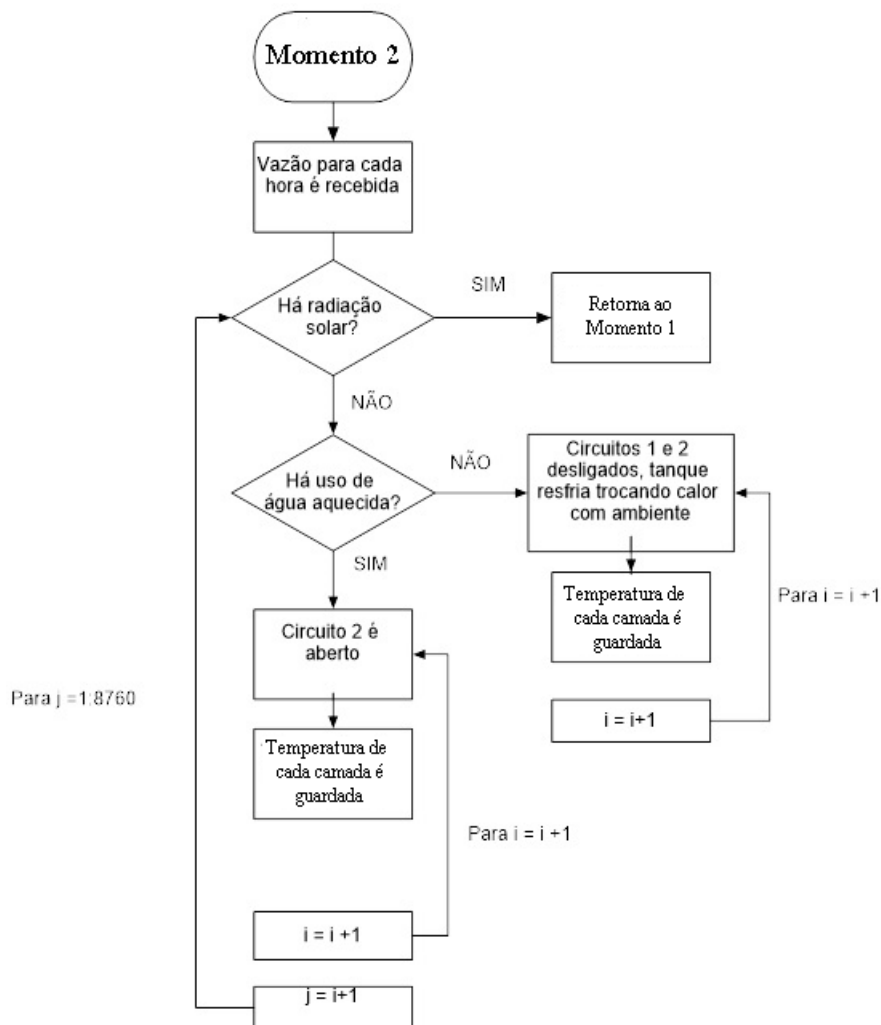 Momento 2
Vazão para cada
hora é recebida
Há radiação
solar?
SIM
Retorna ao
Momento 1
NÃO
Há uso de
água aquecida?
NÃO
Circuitos 1 e 2
desligados, tanque
resfria trocando calor
com ambiente
SIM
Temperatura de
cada camada é
guardada
Para i = i +1
Circuito 2 é
aberto
Para j =1:8760
i = i+1
Temperatura de
cada camada é
guardada
Para i = i +1
i = i +1
j = i+1